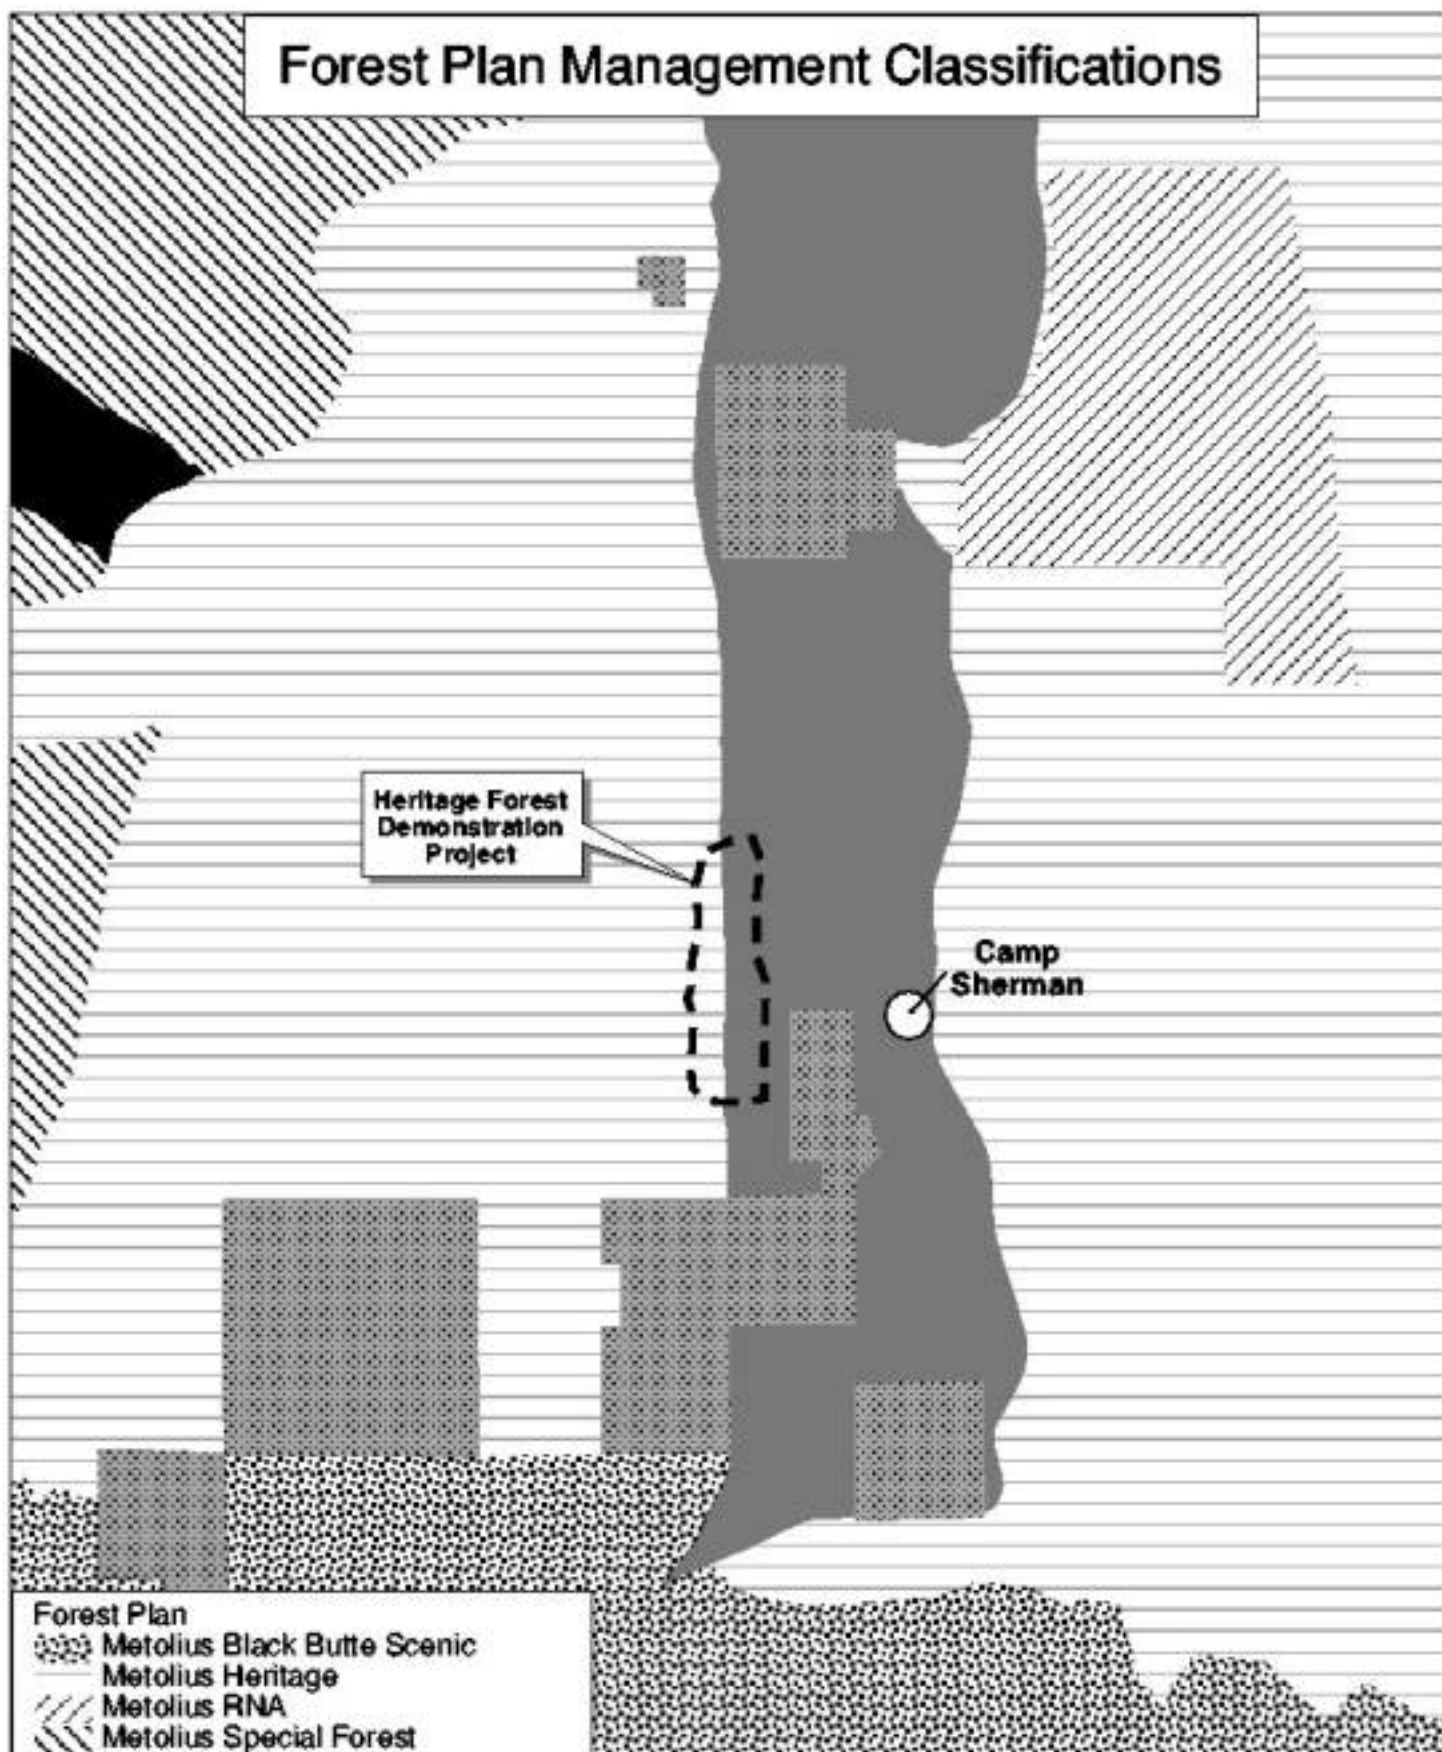 Forest Plan Management Classifications
Heritage Forest
Demonstration
Project
Camp
Sherman
Forest Plan
Metolius Black Butte Scenic
Metolius Heritage
Metolius RNA
Metolius Special Forest